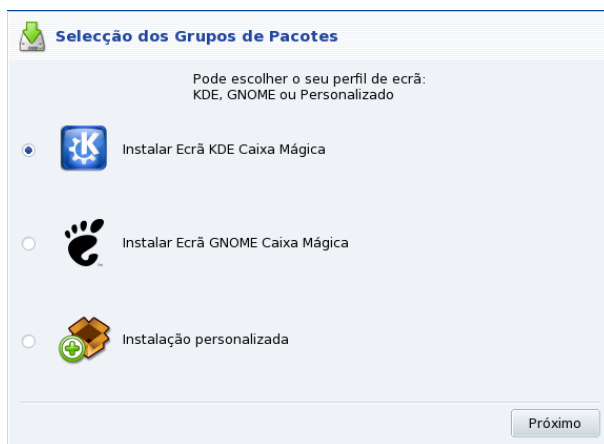 Selecção dos Grupos de Pacotes
Pode escolher o seu perfil de ecrã:
KDE, GNOME ou Personalizado
Instalar Ecrã KDE Caixa Mágica
Instalar Ecrã GNOME Caixa Mágica
Instalação personalizada
Próximo